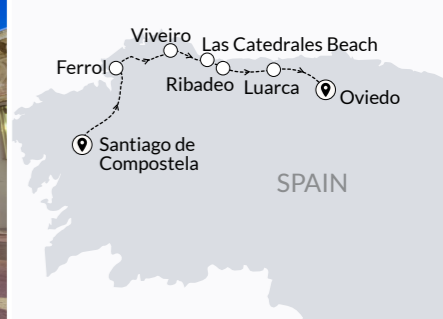 Viveiro
Las Catedrales Beach
Ferrol
Ribadeo
Luarca
Oviedo
Santiago de
Compostela
SPAIN